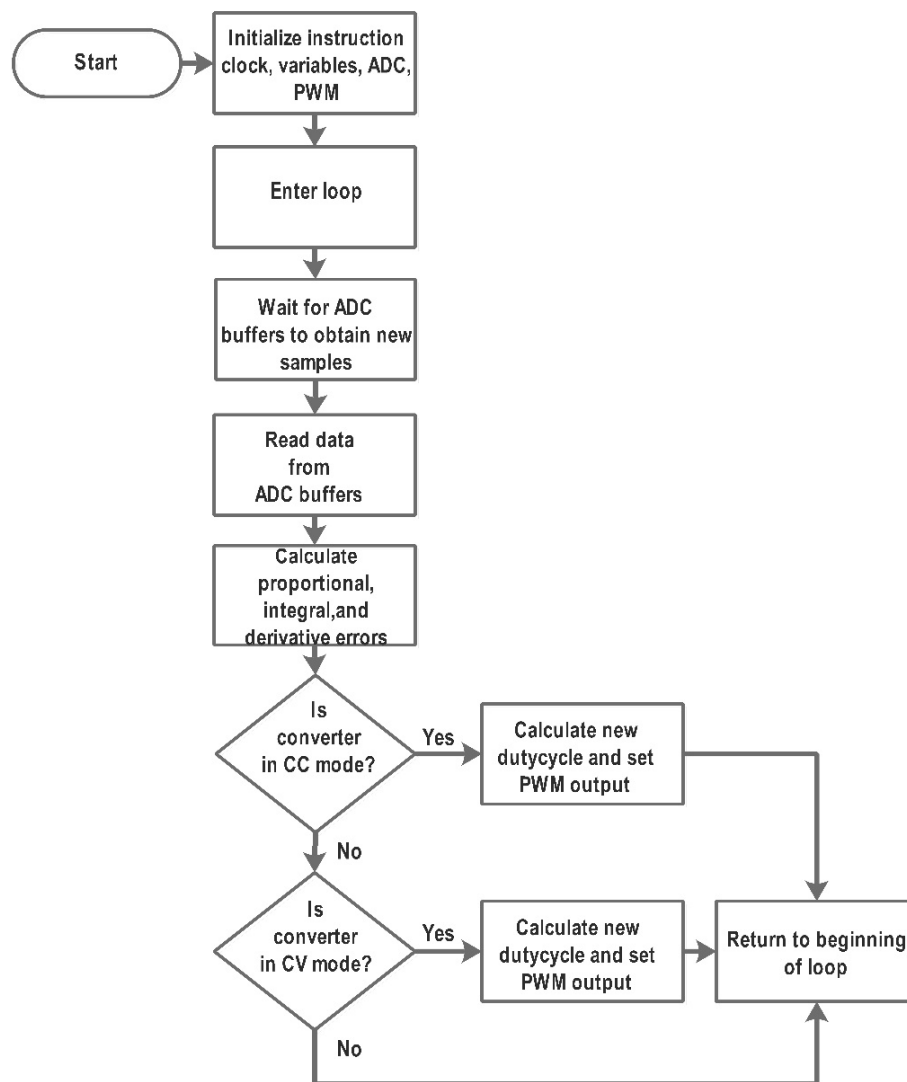 Start
Initialize instruction
clock, variables, ADC,
PWM
Enter loop
Wait for ADC
buffers to obtain new
samples
Read data
from
ADC buffers
Calculate
proportional,
integral,and
derivative errors
Is
converter
in CC mode?
Yes
Calculate new
dutycycle and set
PWM output
No
Is
converter
in CV mode?
Yes
Calculate new
dutycycle and set
PWM output
Return to beginning
of loop
No